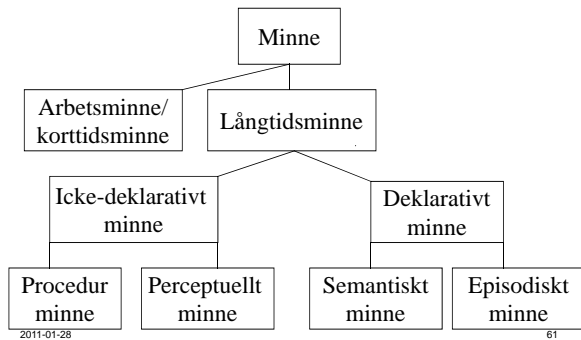 Minne
Arbetsminne/
korttidsminne
Långtidsminne
Icke-deklarativt
minne
Deklarativt
minne
Procedur
minne
Perceptuellt
minne
Semantiskt
minne
Episodiskt
minne
2011-01-28
61